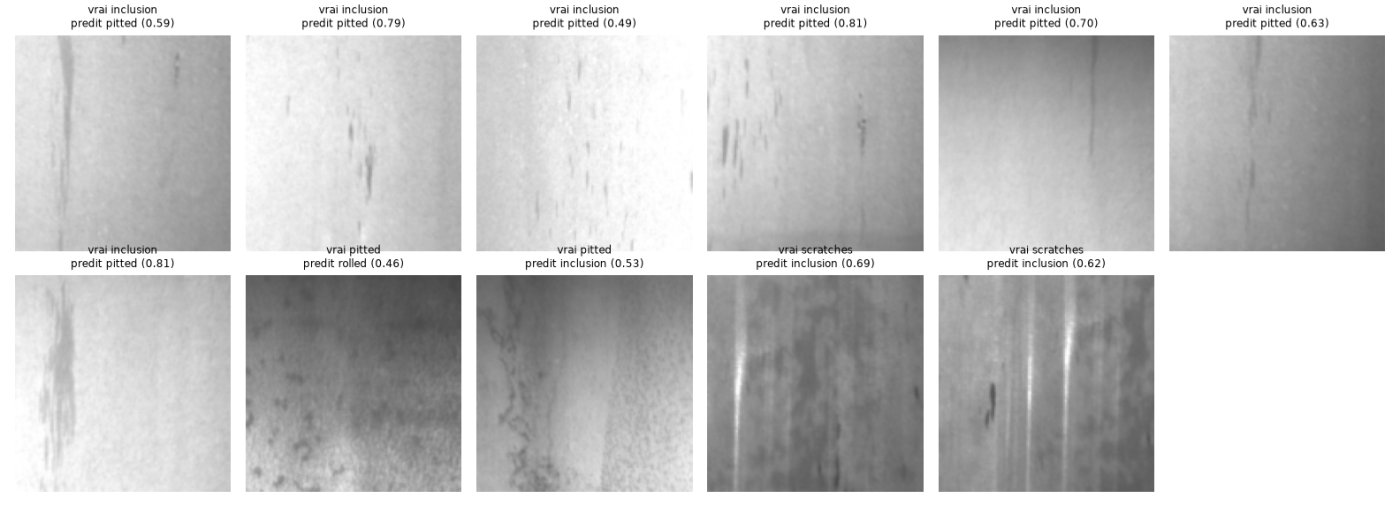 vrai inclusion
predit pitted (0.59)
vrai inclusion
predit pitted (0.79)
vrai inclusion
predit pitted (0.49)
vrai inclusion
predit pitted (0.81)
vrai inclusion
predit pitted (0.70)
vrai inclusion
predit pitted (0.63)
vrai inclusion
predit pitted (0.81)
vrai pitted
predit rolled (0.46)
vrai pitted
predit inclusion (0.53)
vrai scratches
predit inclusion (0.69)
vrai scratches
predit inclusion (0.62)